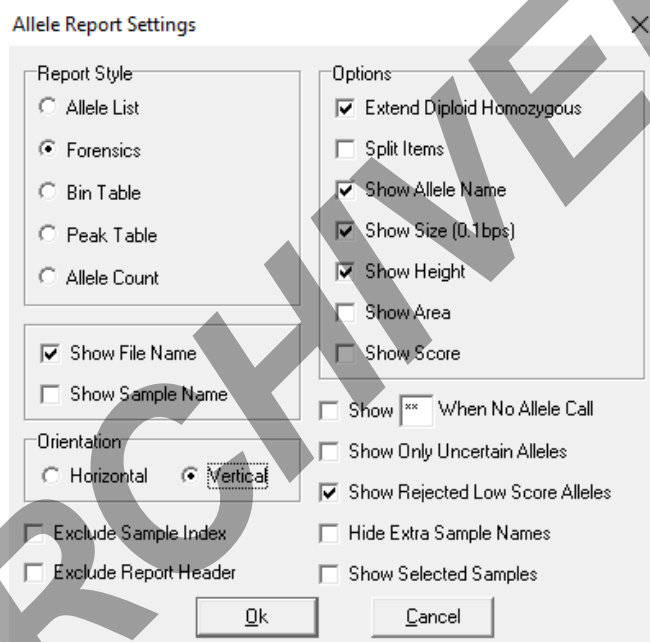 Allele Report Settings
Report Style
Allele List
Forensics
Bin Table
Peak Table
Allele Count
Show File Name
Show Sample Name
Orientation
Horizontal
Vertical
Exclude Sample Index
Exclude Report Header
Options
Extend Diploid Homozygous
Split Items
Show Allele Name
Show Size (0.1bps)
Show Height
Show Area
Show Score
Show ** When No Allele Call
Show Only Uncertain Alleles
Show Rejected Low Score Alleles
Hide Extra Sample Names
Show Selected Samples
Ok
Cancel
RCHIVE